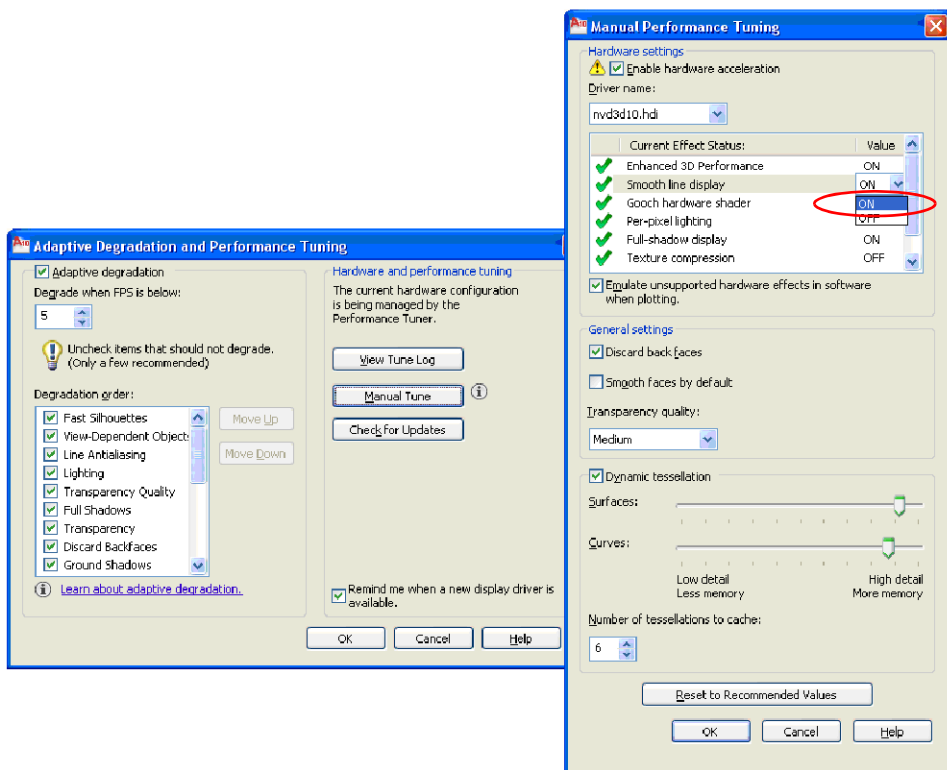 Adaptive Degradation and Performance Tuning
Adaptive degradation
Degrade when FPS is below:
5
Uncheck items that should not degrade.
(Only a few recommended)
Degradation order:
Fast Silhouettes
View-Dependent Objects
Line Antialiasing
Lighting
Transparency Quality
Full Shadows
Transparency
Discard Backfaces
Ground Shadows
Move Up
Move Down
Learn about adaptive degradation.
Hardware and performance tuning
The current hardware configuration
is being managed by the
Performance Tuner.
View Tune Log
Manual Tune
Check for Updates
Remind me when a new display driver is
available.
OK
Cancel
Help
Manual Performance Tuning
Hardware settings
Enable hardware acceleration
Driver name:
nvd3d10.hdi
Current Effect Status: Value
Enhanced 3D Performance ON
Smooth line display ON
Gooch hardware shader ON
Per-pixel lighting OFF
Full-shadow display ON
Texture compression OFF
Emulate unsupported hardware effects in software
when plotting.
General settings
Discard back faces
Smooth faces by default
Transparency quality:
Medium
Dynamic tessellation
Surfaces:
Curves:
Low detail High detail
Less memory More memory
Number of tessellations to cache:
6
Reset to Recommended Values
OK
Cancel
Help